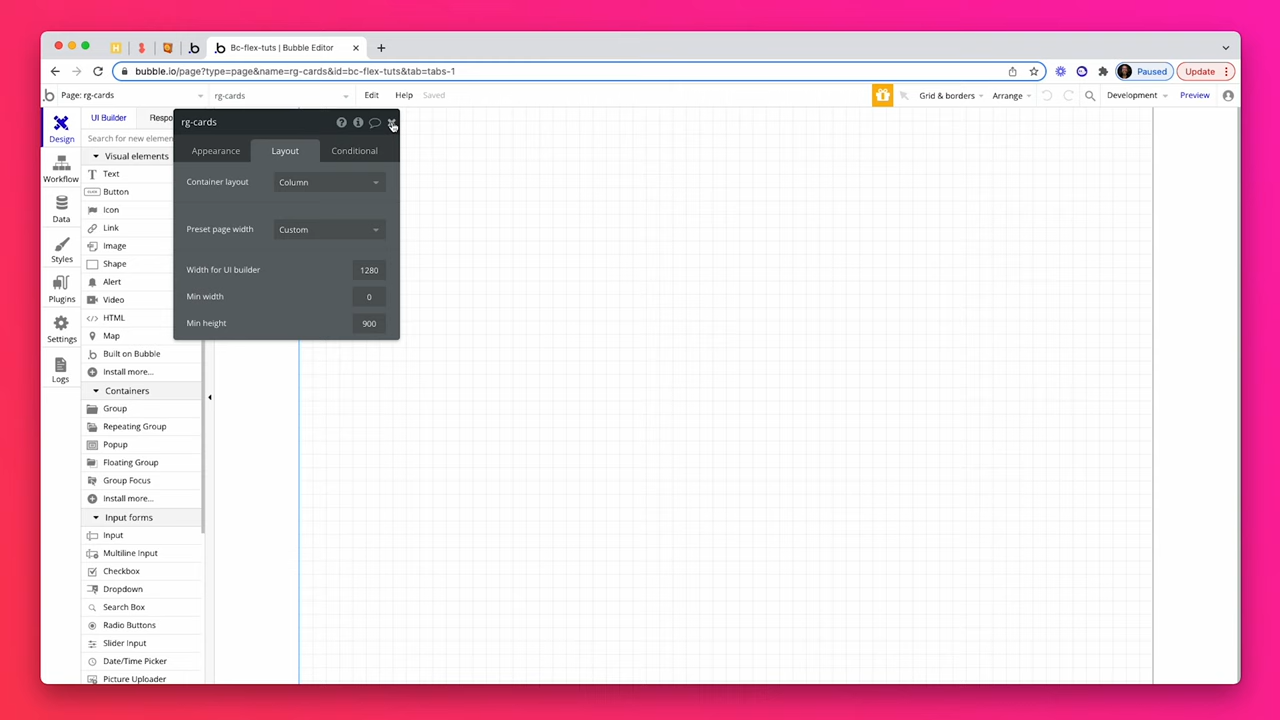 Bc-flex-tuts | Bubble Editor
bubble.io/page?type=page&name=rg-cards&id=bc-flex-tuts&tab=tabs-1
Paused
Update
Page: rg-cards
rg-cards
Edit
Help
Saved
Grid & borders
Arrange
Development
Preview
Design
Workflow
Data
Styles
Plugins
Settings
Logs
UI Builder
Respo
Search for new elemen
Visual elements
Text
Button
Icon
Link
Image
Shape
Alert
Video
</> HTML
Map
Built on Bubble
Install more...
Containers
Group
Repeating Group
Popup
Floating Group
Group Focus
Install more...
Input forms
Input
Multiline Input
Checkbox
Dropdown
Search Box
Radio Buttons
Slider Input
Date/Time Picker
Picture Uploader
rg-cards
Appearance
Layout
Conditional
Container layout
Column
Preset page width
Custom
Width for UI builder
1280
Min width
0
Min height
900